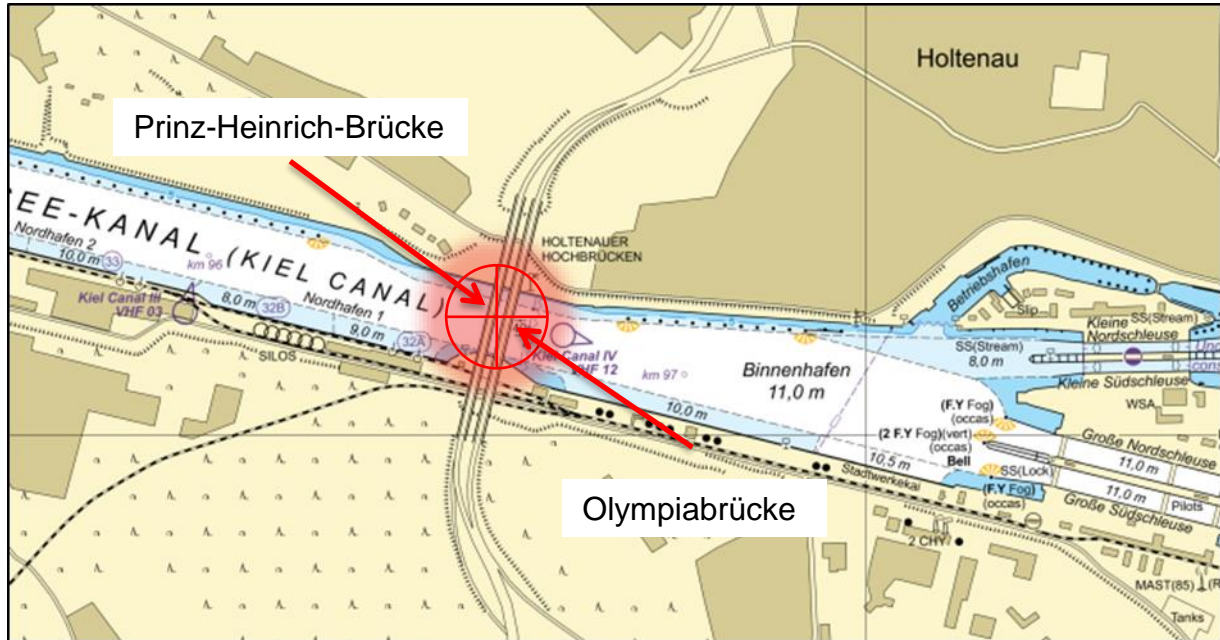 Holtenau
Prinz-Heinrich-Brücke
HOLTENAUER
HOCHBRÜCKEN
EE-KANAL (KIEL CANAL)
Nordhafen 2
10,0 m
33
km 96
Kiel Canal III
VHF 03
8,0 m
32B
Nordhafen 1
9,0 m
32A
SILOS
Kiel Canal IV
VHF 12
km 97
Binnenhafen
11,0 m
10,0 m
10,5 m
Stadtwerkekai
Betriebshafen
Slip
SS(Stream)
8,0 m
Kleine
Nordschleuse
SS(Stream)
Kleine Südschleuse
WSA
(F.Y Fog)
(occas)
(2 F.Y Fog)(vert)
(occas)
Bell
SS(Lock)
(F.Y Fog)
(occas)
Große Nordschleuse
11,0 m
11,0 m
Pilots
Große Südschleuse
Olympiabrücke
2 CHY
MAST(85)
Tanks